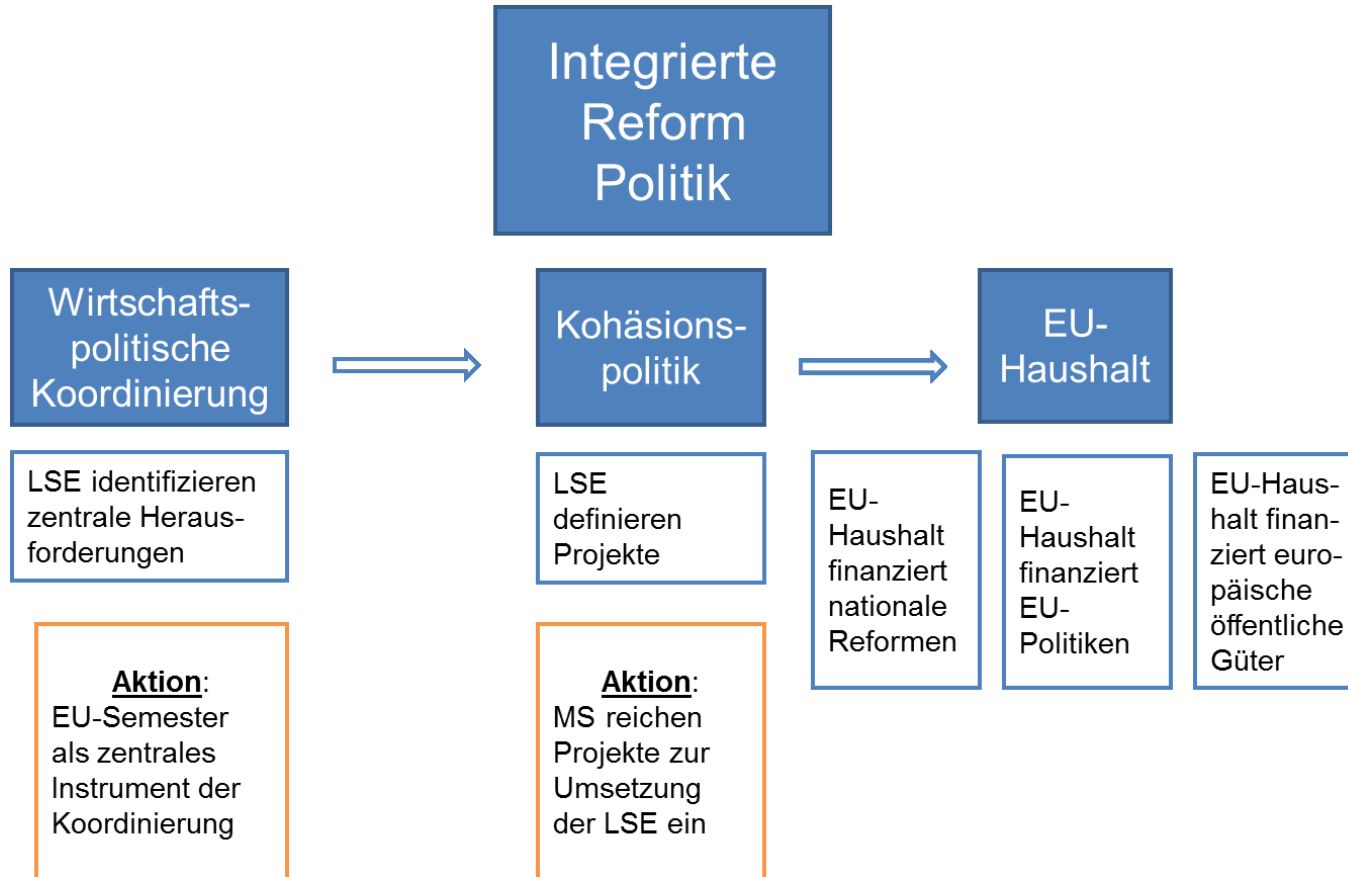 Integrierte
Reform
Politik
Wirtschafts-
politische
Koordinierung
Kohäsions-
politik
EU-
Haushalt
LSE identifizieren
zentrale Heraus-
forderungen
LSE
definieren
Projekte
EU-
Haushalt
finanziert
nationale
Reformen
EU-
Haushalt
finanziert
EU-
Politiken
EU-Haus-
halt finan-
ziert euro-
päische
öffentliche
Güter
Aktion:
EU-Semester
als zentrales
Instrument der
Koordinierung
Aktion:
MS reichen
Projekte zur
Umsetzung
der LSE ein